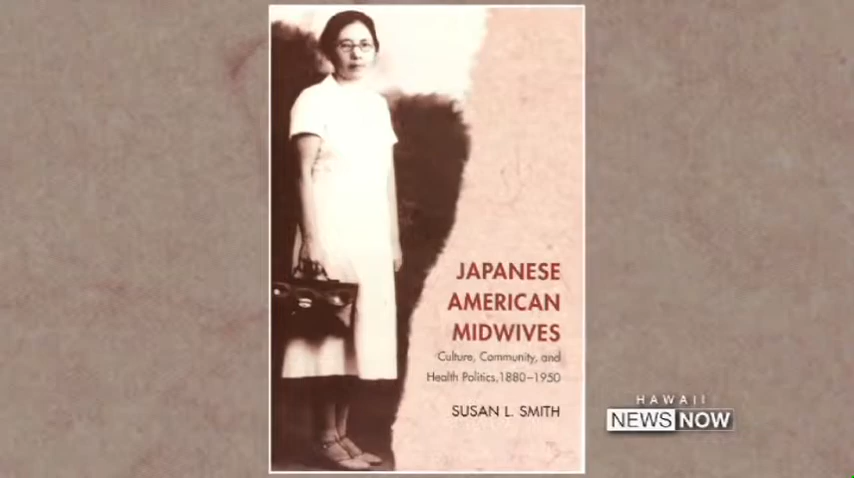 JAPANESE
AMERICAN
MIDWIVES
Culture, Community, and
Health Politics, 1880–1950
SUSAN L. SMITH
HAWAII
NEWS NOW